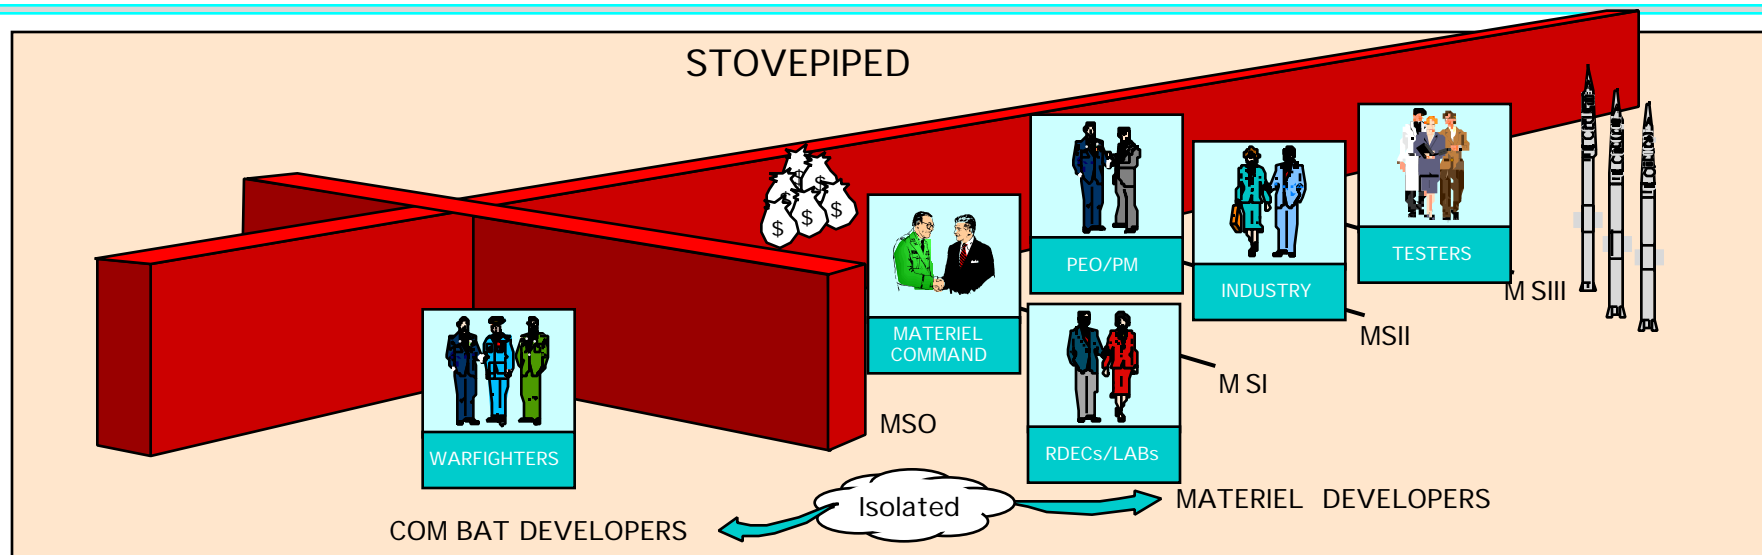 STOVEPIPED
$
$
$
$
$
$
TESTERS
PEO/PM
INDUSTRY
M SIII
MATERIEL
COMMAND
MSII
M SI
MSO
WARFIGHTERS
RDECs/LABs
Isolated
MATERIEL DEVELOPERS
COM BAT DEVELOPERS